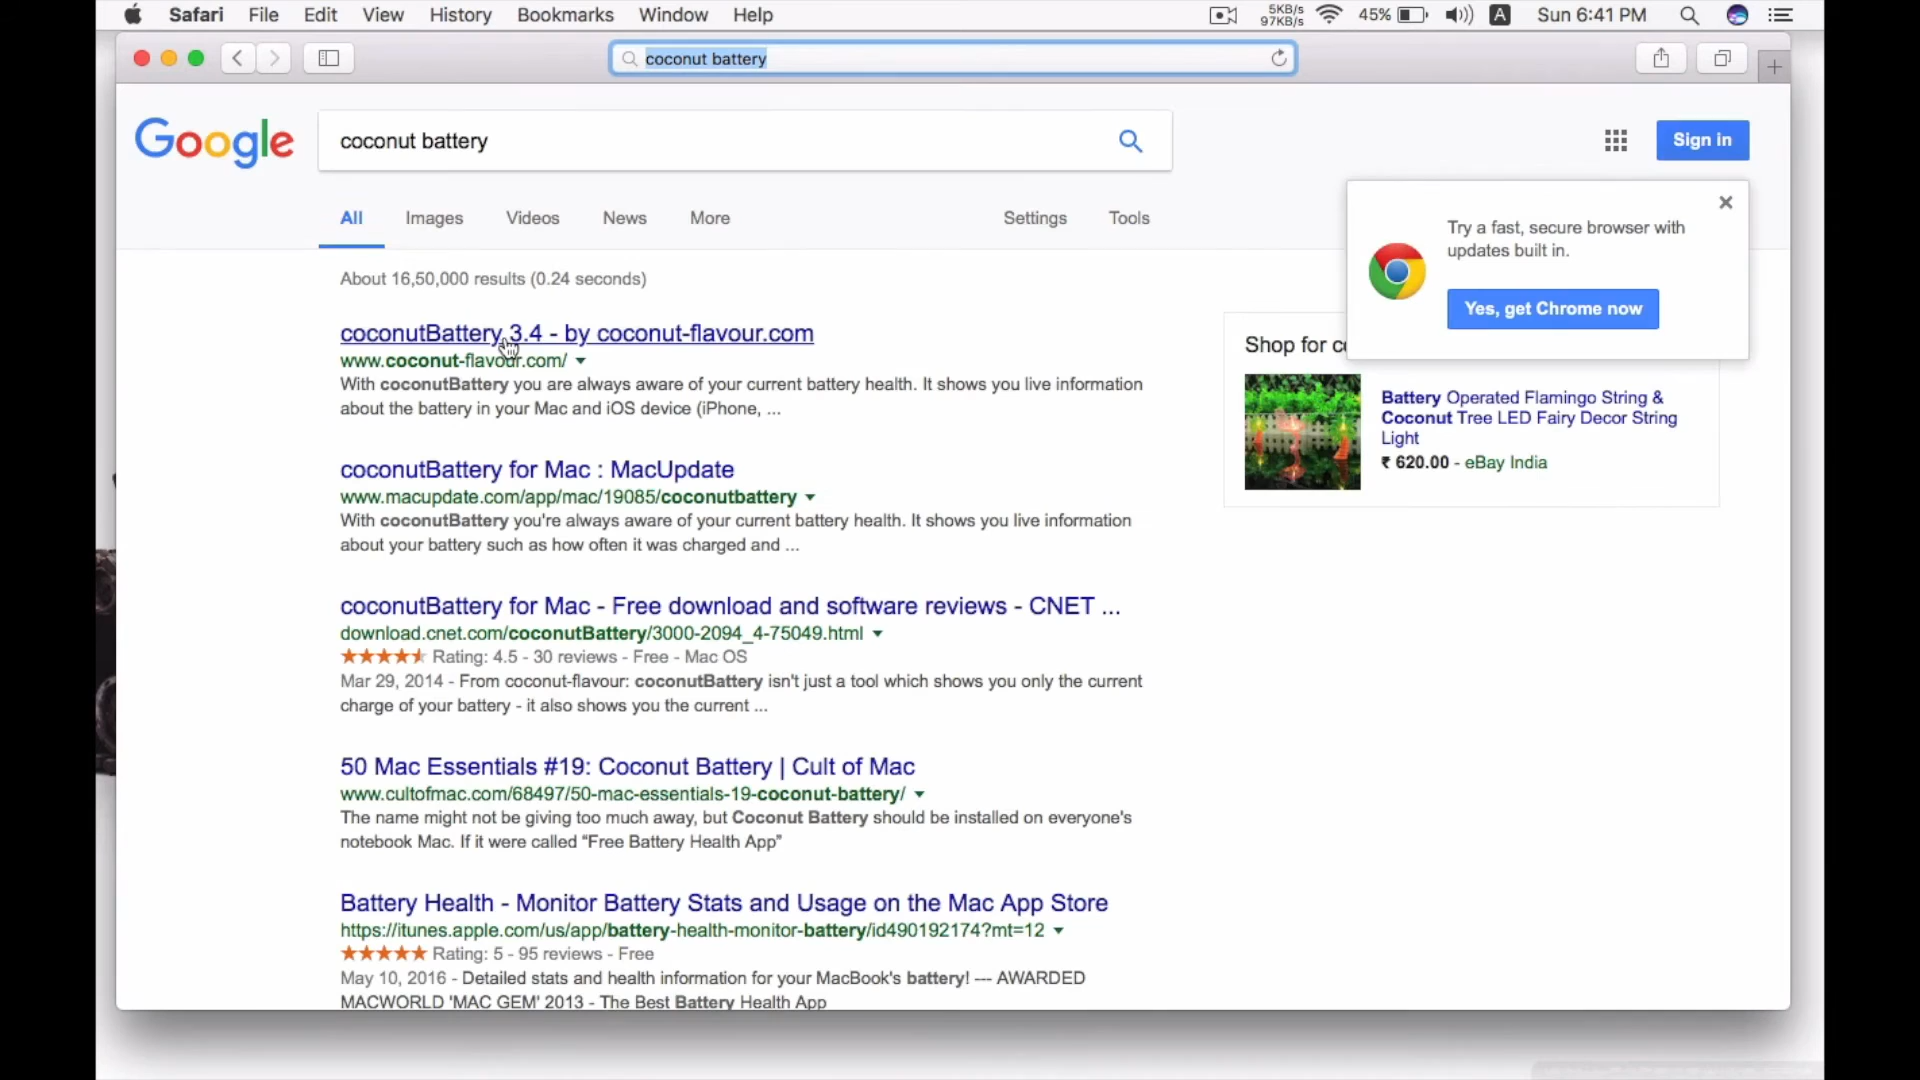 Safari File Edit View History Bookmarks Window Help
5KB/s
97KB/s
45%
A
Sun 6:41 PM
coconut battery
Google
coconut battery
Sign in
All Images Videos News More Settings Tools
Try a fast, secure browser with
updates built in.
Yes, get Chrome now
About 16,50,000 results (0.24 seconds)
coconutBattery 3.4 - by coconut-flavour.com
www.coconut-flavour.com/
With coconutBattery you are always aware of your current battery health. It shows you live information
about the battery in your Mac and iOS device (iPhone, ...
Shop for c
Battery Operated Flamingo String &
Coconut Tree LED Fairy Decor String
Light
₹ 620.00 - eBay India
coconutBattery for Mac : MacUpdate
www.macupdate.com/app/mac/19085/coconutbattery
With coconutBattery you're always aware of your current battery health. It shows you live information
about your battery such as how often it was charged and ...
coconutBattery for Mac - Free download and software reviews - CNET ...
download.cnet.com/coconutBattery/3000-2094_4-75049.html
Rating: 4.5 - 30 reviews - Free - Mac OS
Mar 29, 2014 - From coconut-flavour: coconutBattery isn't just a tool which shows you only the current
charge of your battery - it also shows you the current ...
50 Mac Essentials #19: Coconut Battery | Cult of Mac
www.cultofmac.com/68497/50-mac-essentials-19-coconut-battery/
The name might not be giving too much away, but Coconut Battery should be installed on everyone's
notebook Mac. If it were called “Free Battery Health App”
Battery Health - Monitor Battery Stats and Usage on the Mac App Store
https://itunes.apple.com/us/app/battery-health-monitor-battery/id490192174?mt=12
Rating: 5 - 95 reviews - Free
May 10, 2016 - Detailed stats and health information for your MacBook's battery! --- AWARDED
MACWORLD 'MAC GEM' 2013 - The Best Battery Health App